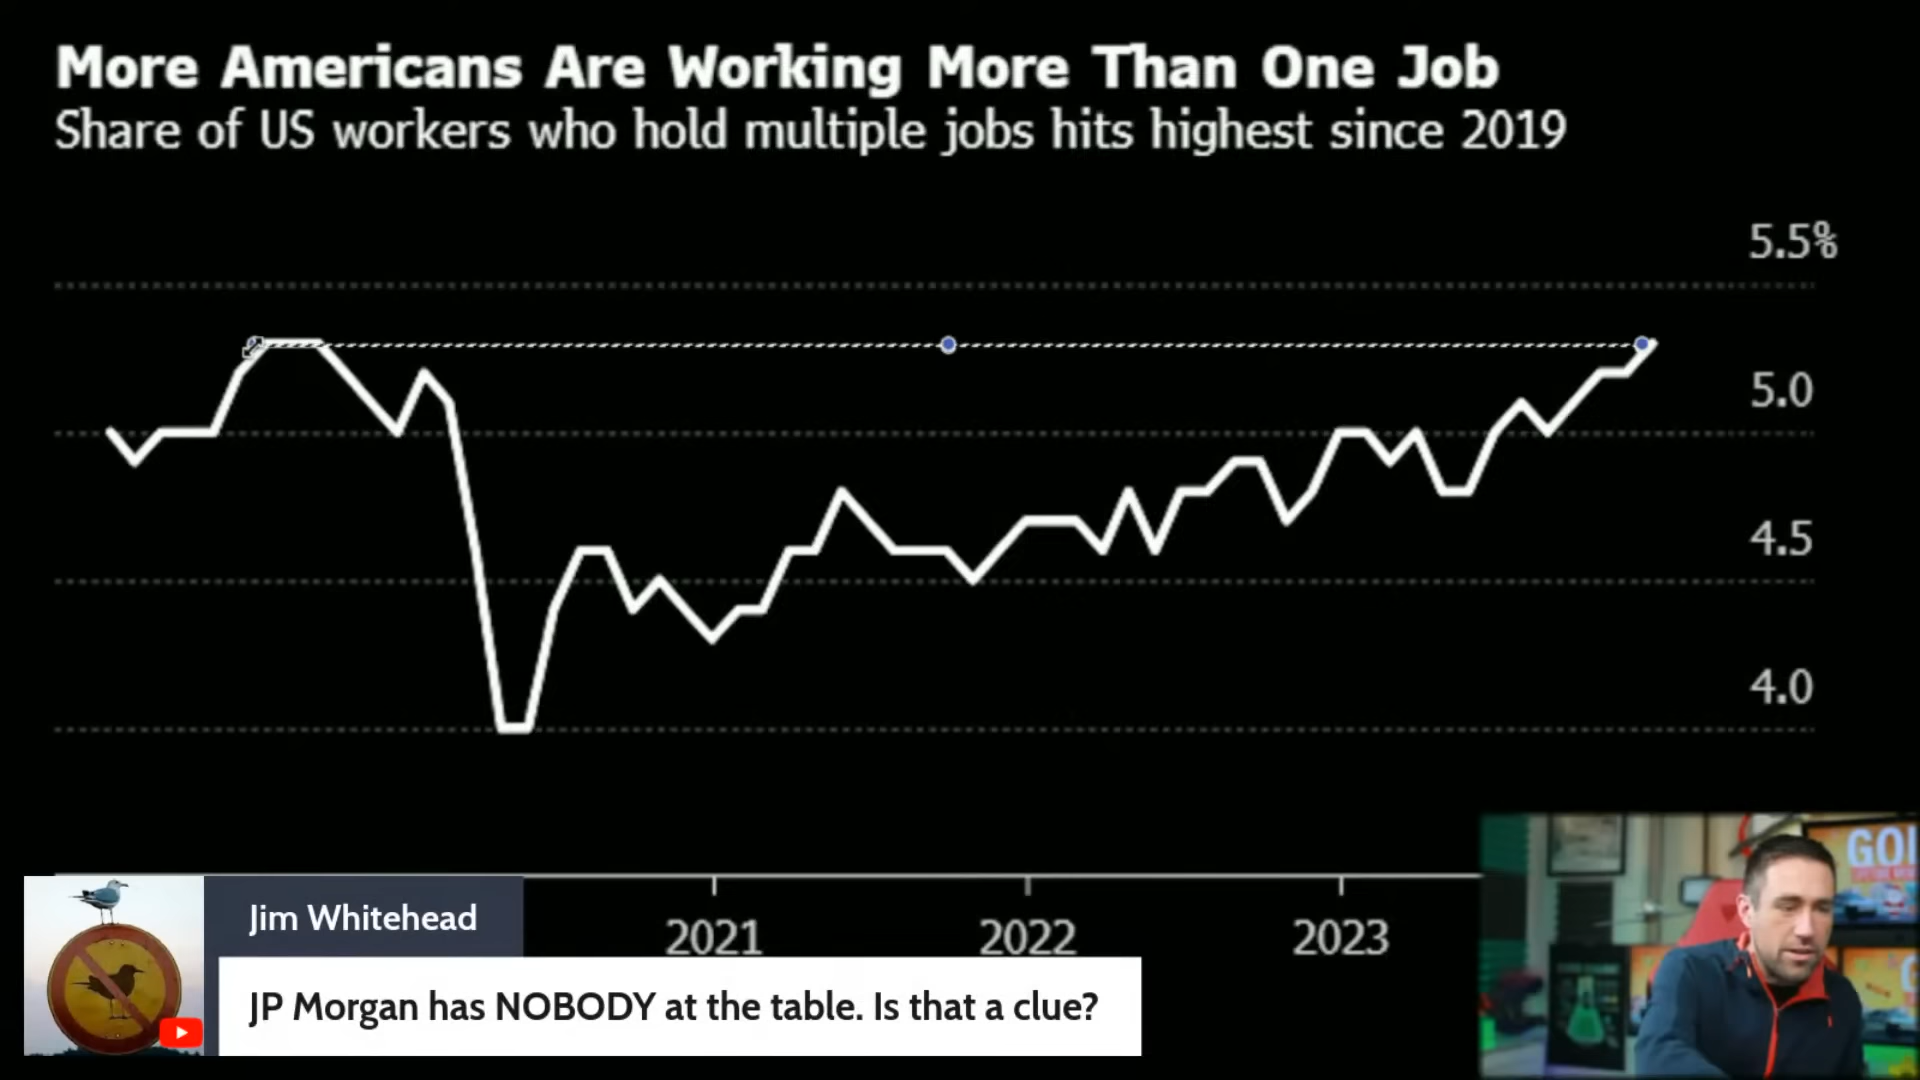 More Americans Are Working More Than One Job
Share of US workers who hold multiple jobs hits highest since 2019
5.5%
5.0
4.5
4.0
2021
2022
2023
Jim Whitehead
JP Morgan has NOBODY at the table. Is that a clue?